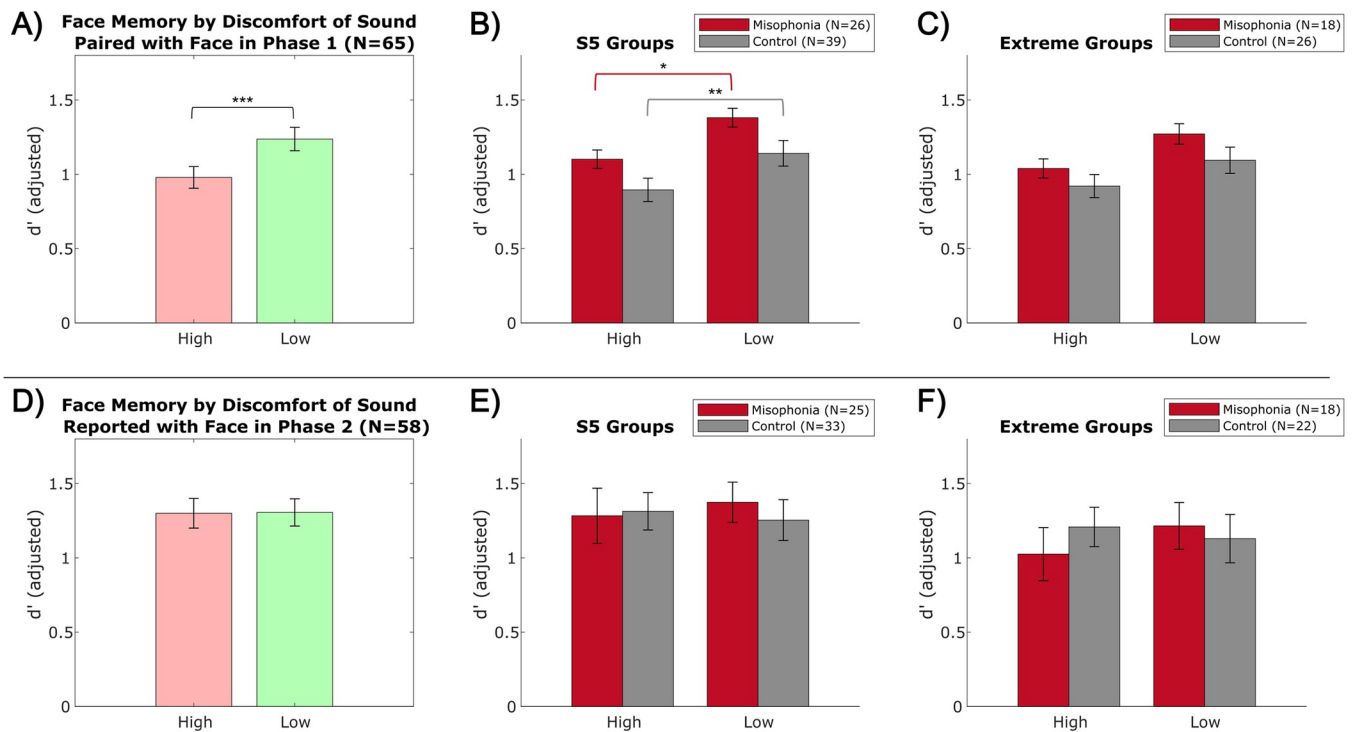 A)
Face Memory by Discomfort of Sound
Paired with Face in Phase 1 (N=65)
d' (adjusted)
1.5
1
0.5
0
***
High
Low
B)
S5 Groups
Misophonia (N=26)
Control (N=39)
d' (adjusted)
1.5
1
0.5
0
*
**
High
Low
C)
Extreme Groups
Misophonia (N=18)
Control (N=26)
d' (adjusted)
1.5
1
0.5
0
High
Low
D)
Face Memory by Discomfort of Sound
Reported with Face in Phase 2 (N=58)
d' (adjusted)
1.5
1
0.5
0
High
Low
E)
S5 Groups
Misophonia (N=25)
Control (N=33)
d' (adjusted)
1.5
1
0.5
0
High
Low
F)
Extreme Groups
Misophonia (N=18)
Control (N=22)
d' (adjusted)
1.5
1
0.5
0
High
Low